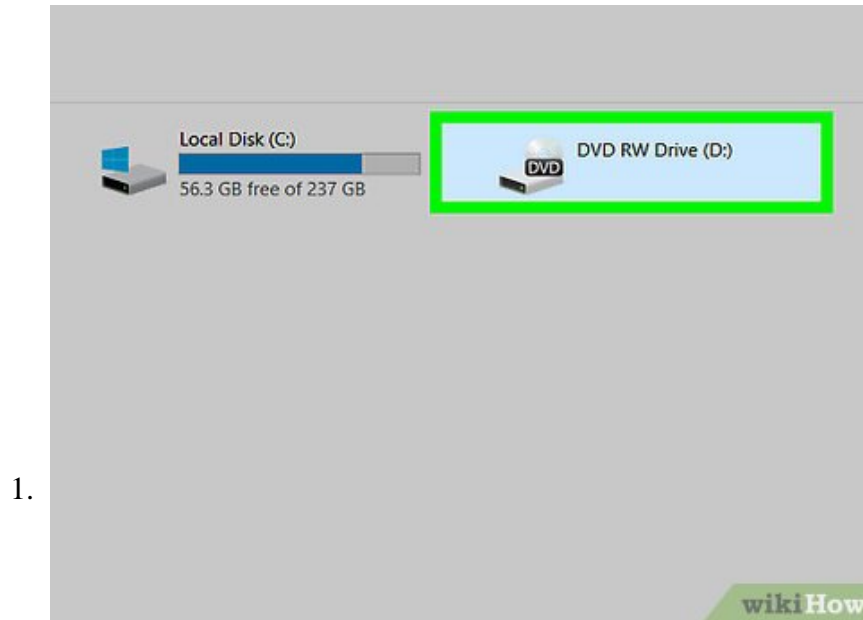 Local Disk (C:)
56.3 GB free of 237 GB
DVD RW Drive (D:)
DVD
1.
wikiHow